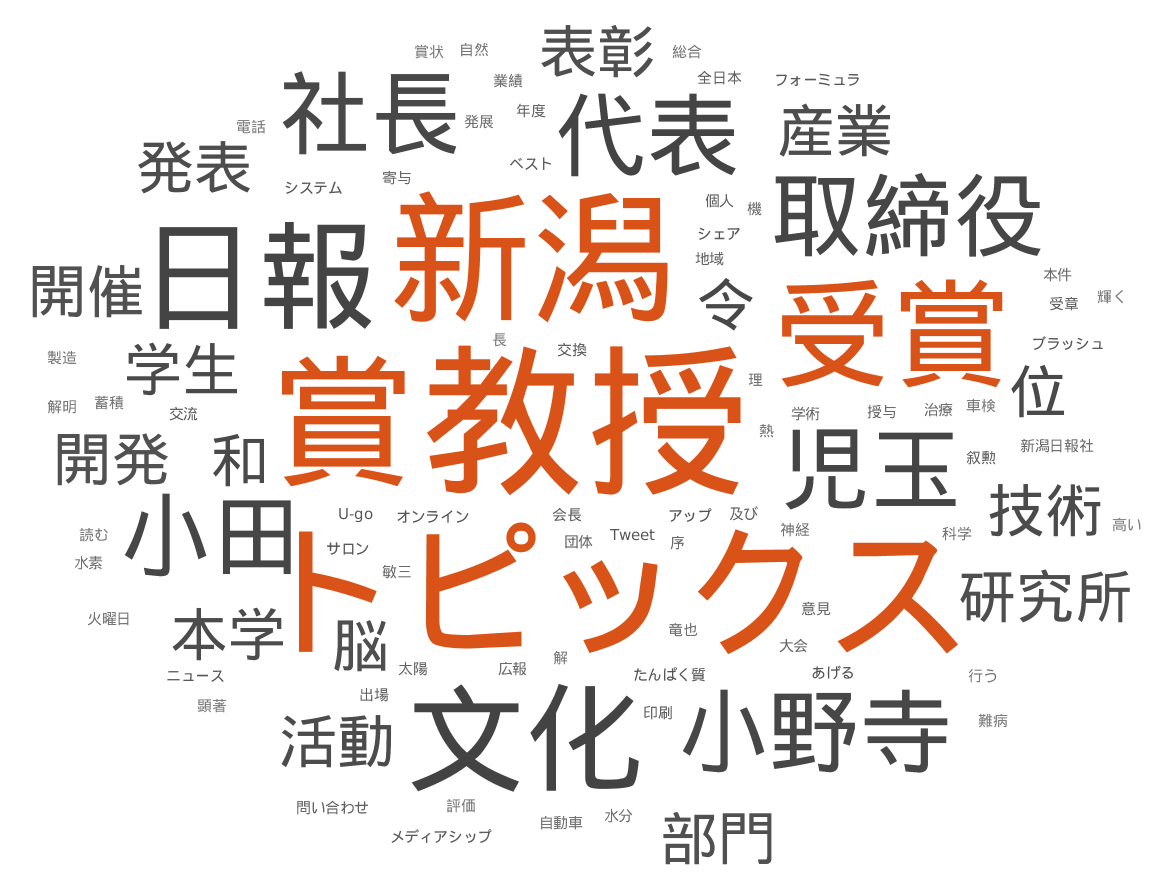 表彰
賞状 自然
総合
業績
全日本
フォーミュラ
社長
代表
年度
発展
産業
電話
発表
ベスト
寄与
システム
取締役
個人
機
新潟
シェア
日報
地域
開催
令
本件
輝く
受章
受賞
長
交換
ブラッシュ
製造
学生
賞
教授
理
位
解明
蓄積
交流
学術
授与
治療
車検
熱
開発
和
児玉
叙勲
新潟日報社
小田
U-go
オンライン
会長
アップ
及び
技術
高い
読む
サロン
団体
Tweet
序
神経
科学
水素
敏三
トピックス
研究所
火曜日
本学
脳
竜也
意見
大会
ニュース
太陽
広報
解
たんぱく質
あげる
行う
顕著
出場
印刷
難病
活動
文化
小野寺
問い合わせ
評価
自動車
水分
メディアシップ
部門